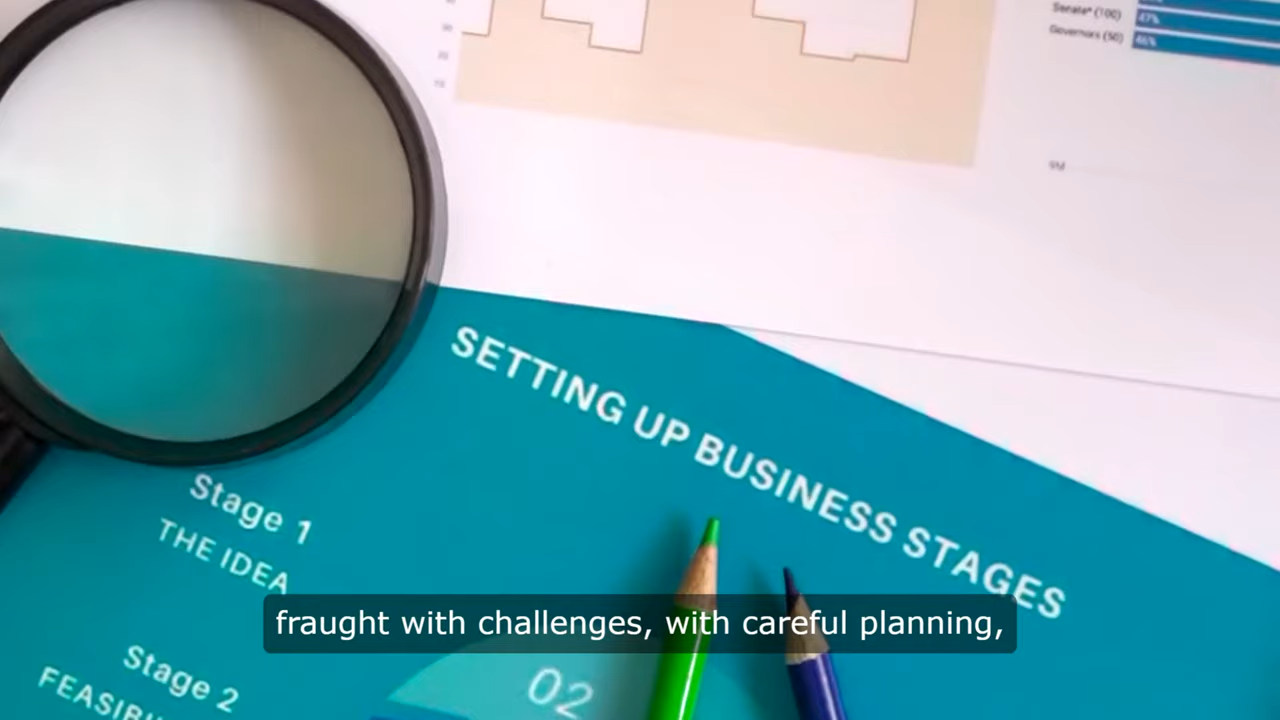 Senate* (100)
47%
Governors (50)
46%
9M
SETTING UP BUSINESS STAGES
Stage 1
THE IDEA
fraught with challenges, with careful planning,
Stage 2
02